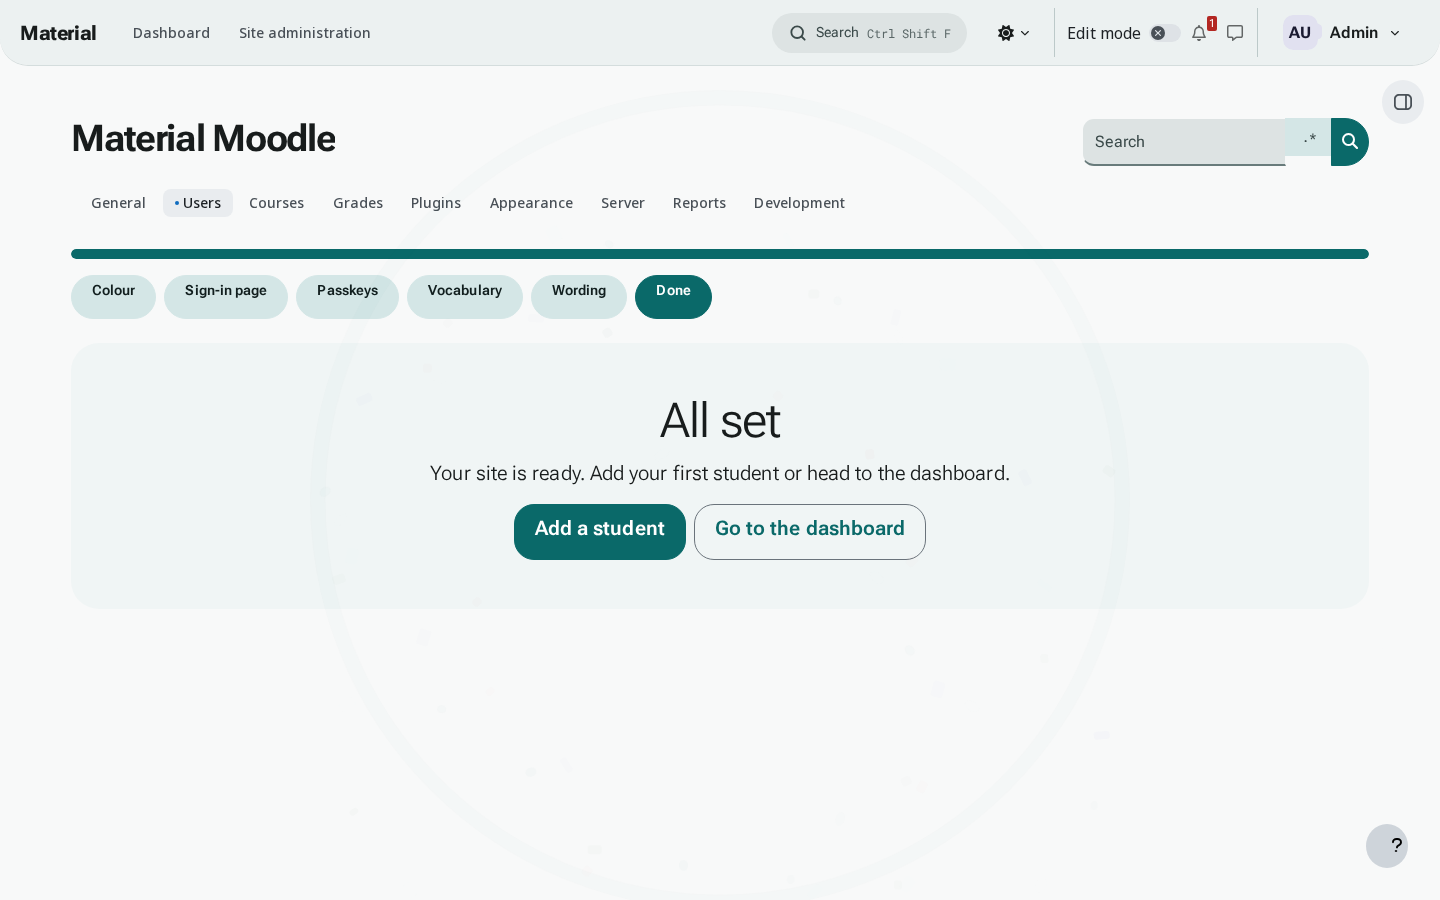 Material
Dashboard
Site administration
Search Ctrl Shift F
Edit mode
1
AU
Admin
Material Moodle
Search
.*
General
Users
Courses
Grades
Plugins
Appearance
Server
Reports
Development
Colour
Sign-in page
Passkeys
Vocabulary
Wording
Done
All set
Your site is ready. Add your first student or head to the dashboard.
Add a student
Go to the dashboard
?